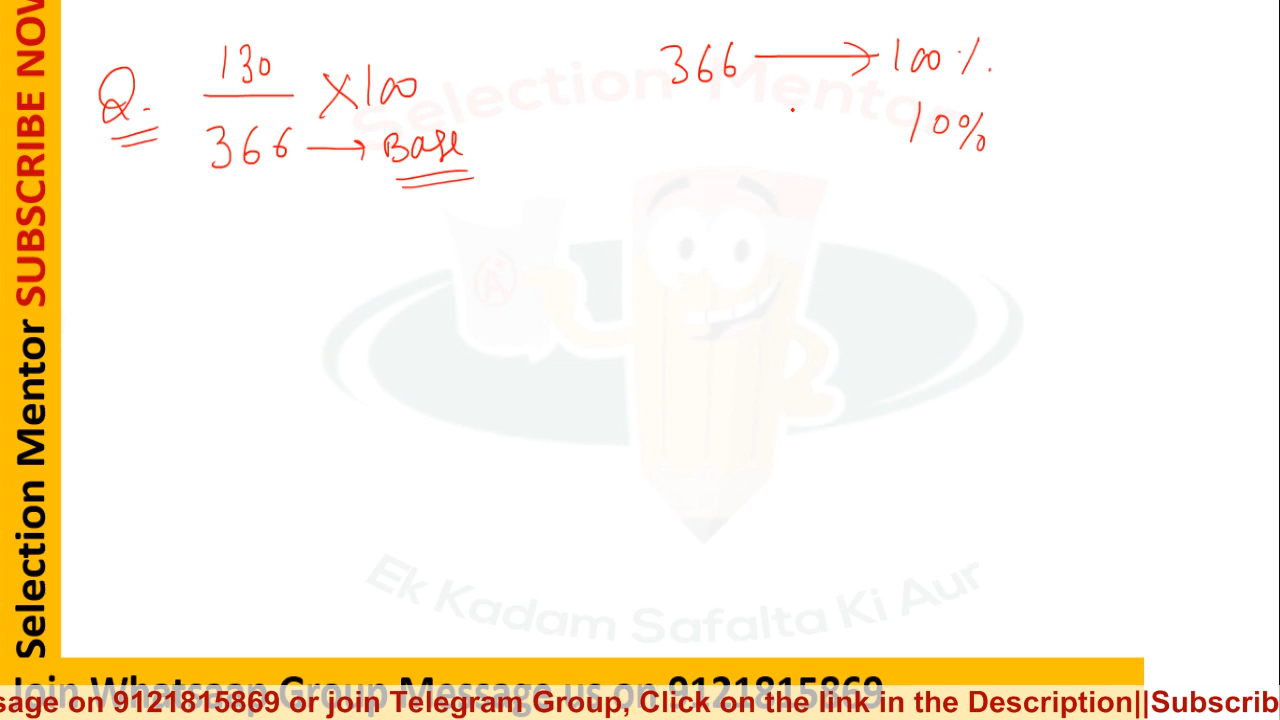 Selection Mentor SUBSCRIBE NOW
Q. 130 ×100
366 → Base
366 → 100%.
10%
Selection Mentor
Ek Kadam Safalta Ki Aur
Join Whatsaap Group Message us on 9121815869
sage on 9121815869 or join Telegram Group, Click on the link in the Description||Subscrib